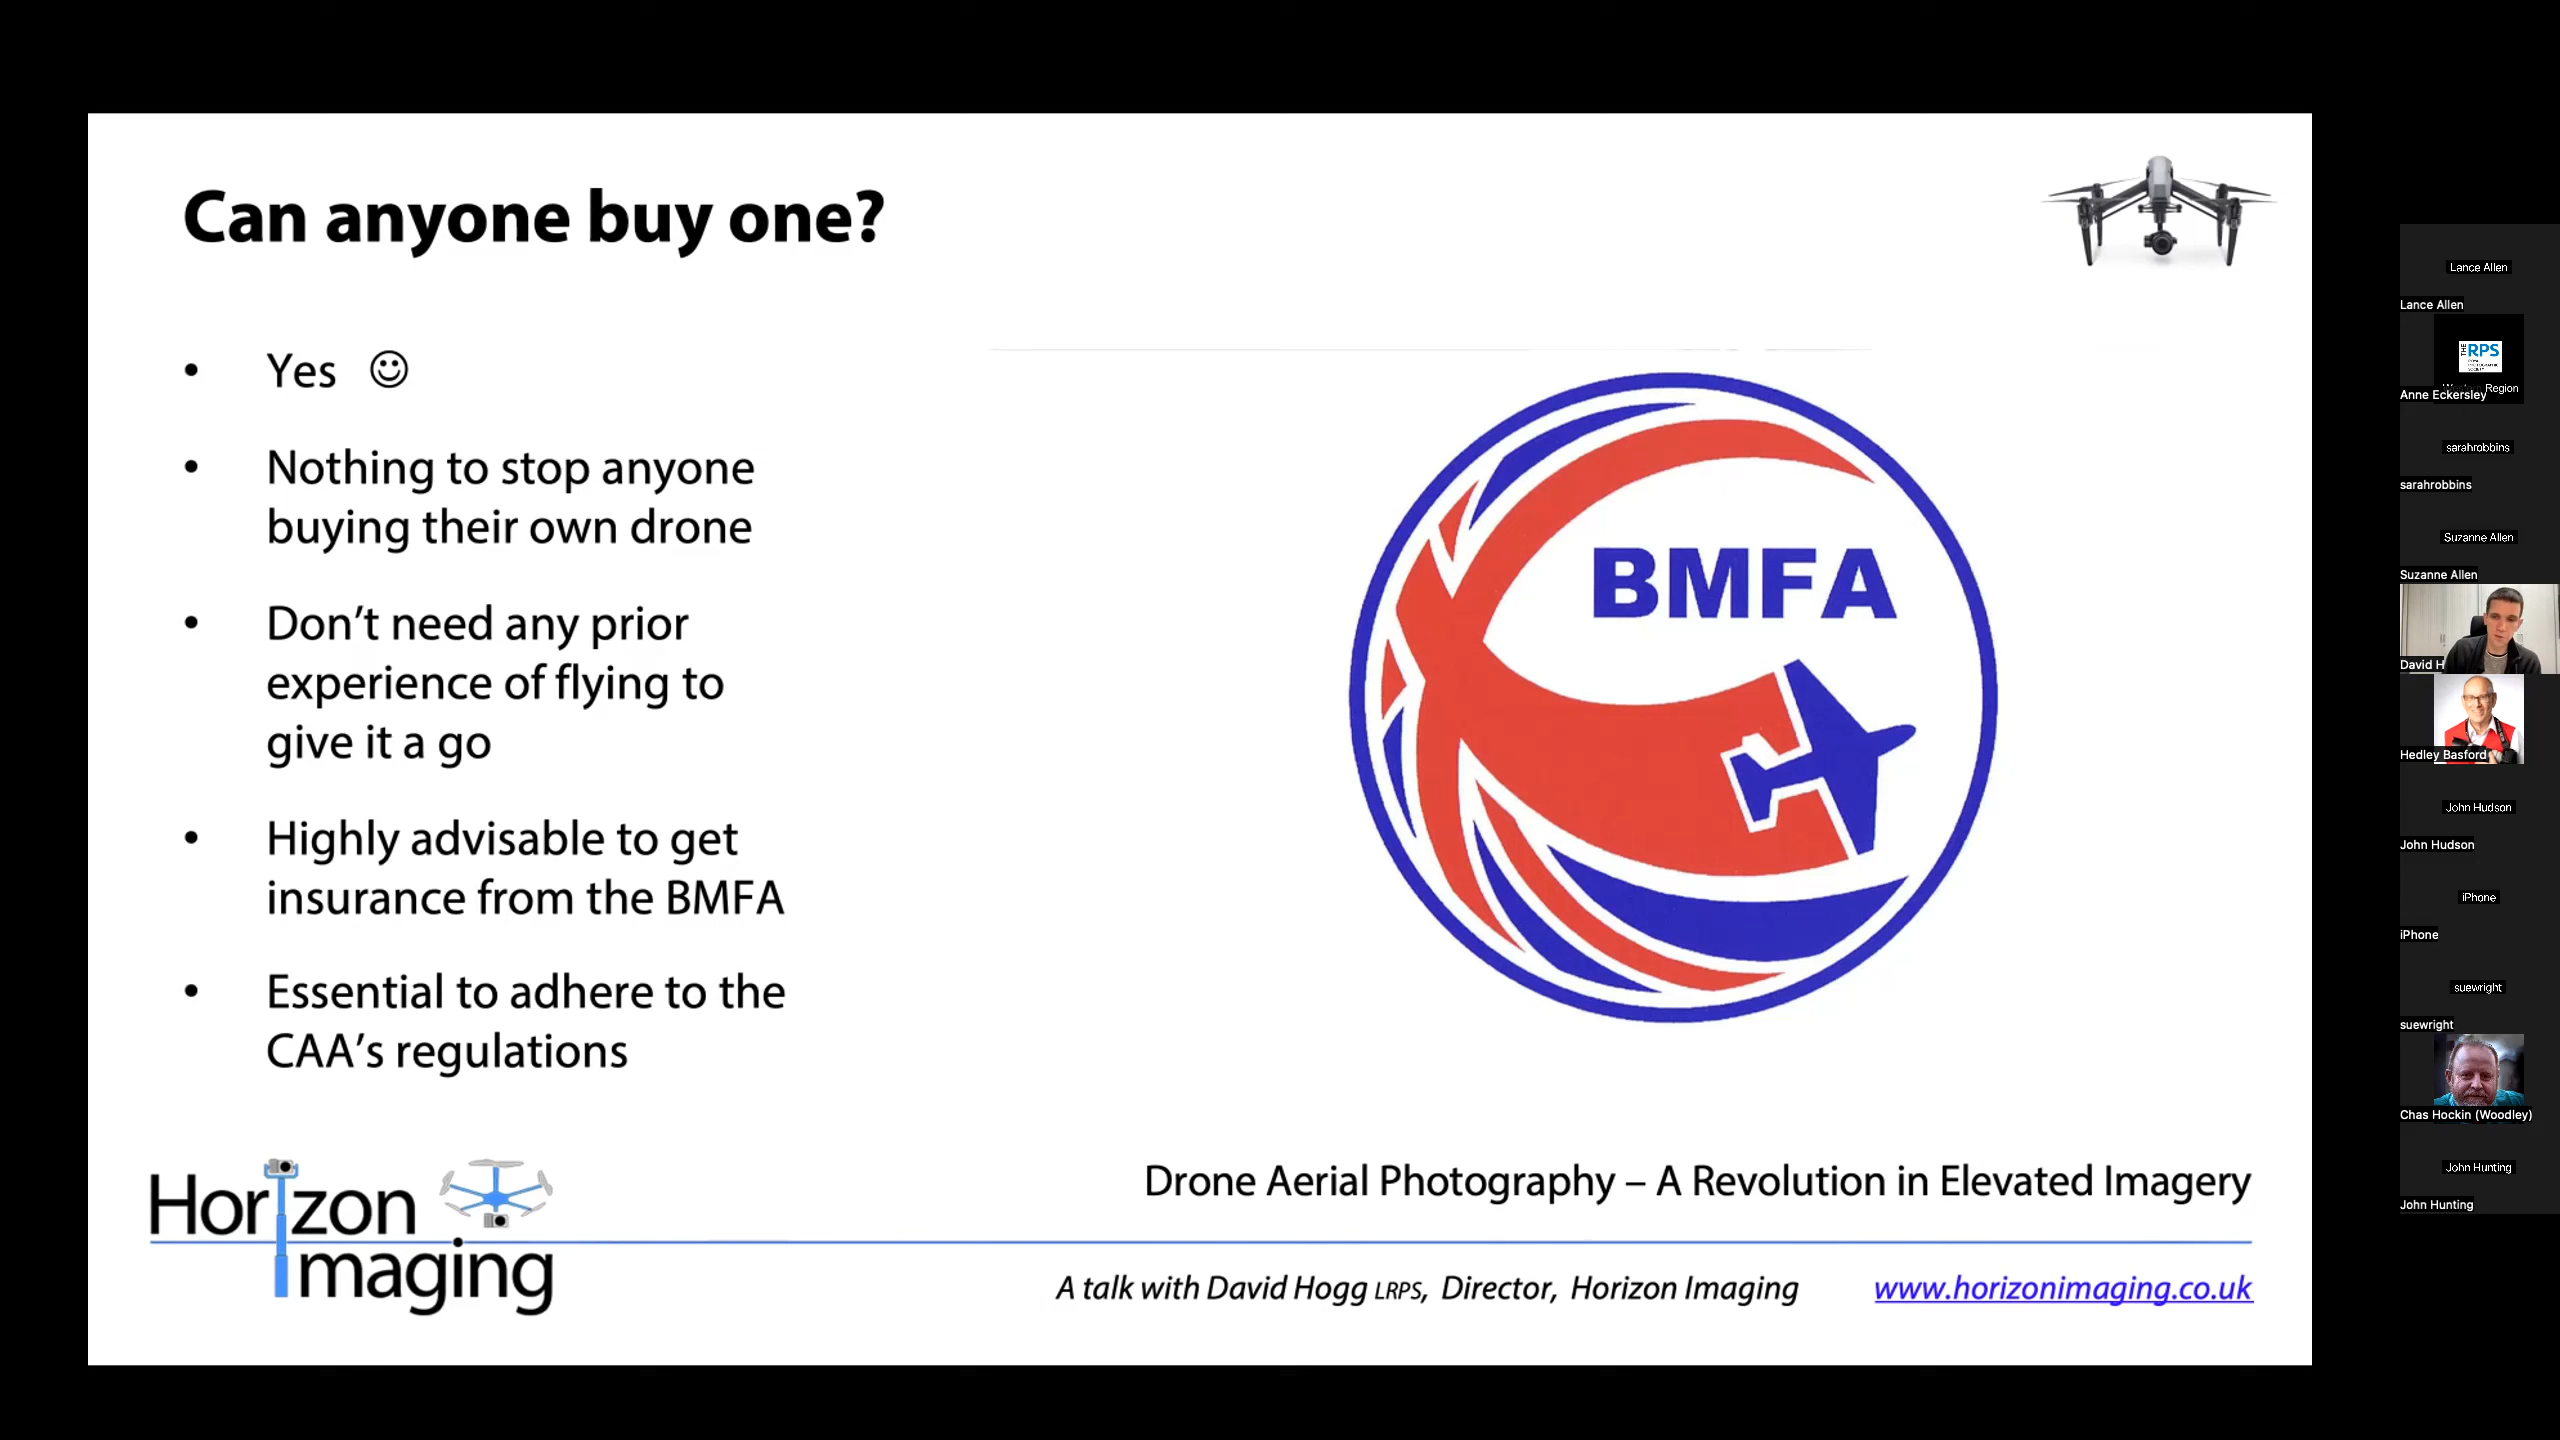 Can anyone buy one?
• Yes ☺
• Nothing to stop anyone
buying their own drone
• Don’t need any prior
experience of flying to
give it a go
• Highly advisable to get
insurance from the BMFA
• Essential to adhere to the
CAA’s regulations
BMFA
Horizon
Imaging
Drone Aerial Photography – A Revolution in Elevated Imagery
A talk with David Hogg LRPS, Director, Horizon Imaging
www.horizonimaging.co.uk
Lance Allen
Lance Allen
THE RPS
ROYAL
PHOTOGRAPHIC
SOCIETY
Region
Anne Eckersley
sarahrobbins
sarahrobbins
Suzanne Allen
Suzanne Allen
David H
Hedley Basford
John Hudson
John Hudson
iPhone
iPhone
suewright
suewright
Chas Hockin (Woodley)
John Hunting
John Hunting